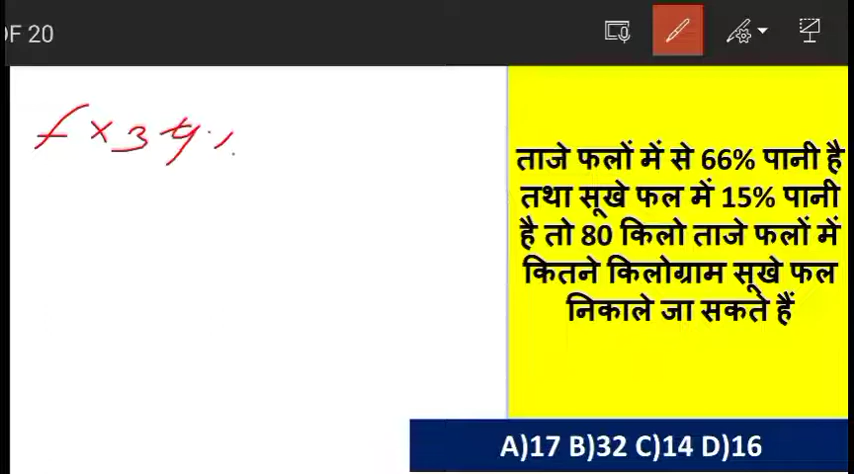 OF 20
f × 34%
ताजे फलों में से 66% पानी है
तथा सूखे फल में 15% पानी
है तो 80 किलो ताजे फलों में
कितने किलोग्राम सूखे फल
निकाले जा सकते हैं
A)17 B)32 C)14 D)16